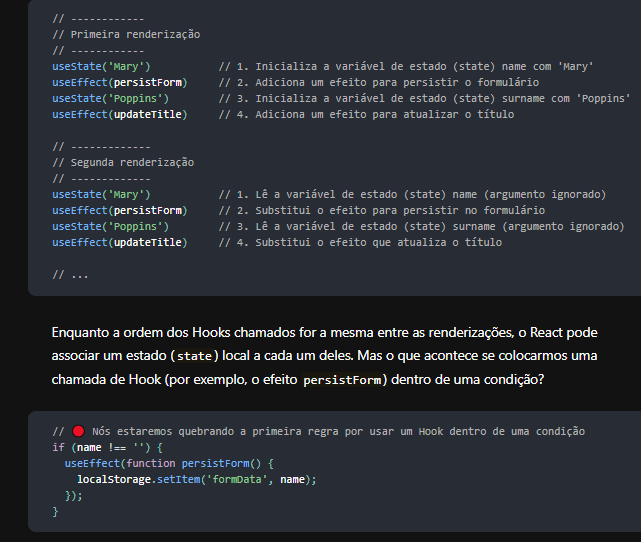 // ------------
// Primeira renderização
// ------------
useState('Mary')           // 1. Inicializa a variável de estado (state) name com 'Mary'
useEffect(persistForm)     // 2. Adiciona um efeito para persistir o formulário
useState('Poppins')        // 3. Inicializa a variável de estado (state) surname com 'Poppins'
useEffect(updateTitle)     // 4. Adiciona um efeito para atualizar o título
// -------------
// Segunda renderização
// -------------
useState('Mary')           // 1. Lê a variável de estado (state) name (argumento ignorado)
useEffect(persistForm)     // 2. Substitui o efeito para persistir no formulário
useState('Poppins')        // 3. Lê a variável de estado (state) surname (argumento ignorado)
useEffect(updateTitle)     // 4. Substitui o efeito que atualiza o título
// ...
Enquanto a ordem dos Hooks chamados for a mesma entre as renderizações, o React pode
associar um estado (state) local a cada um deles. Mas o que acontece se colocarmos uma
chamada de Hook (por exemplo, o efeito persistForm) dentro de uma condição?
// 🔴 Nós estaremos quebrando a primeira regra por usar um Hook dentro de uma condição
if (name !== '') {
  useEffect(function persistForm() {
    localStorage.setItem('formData', name);
  });
}